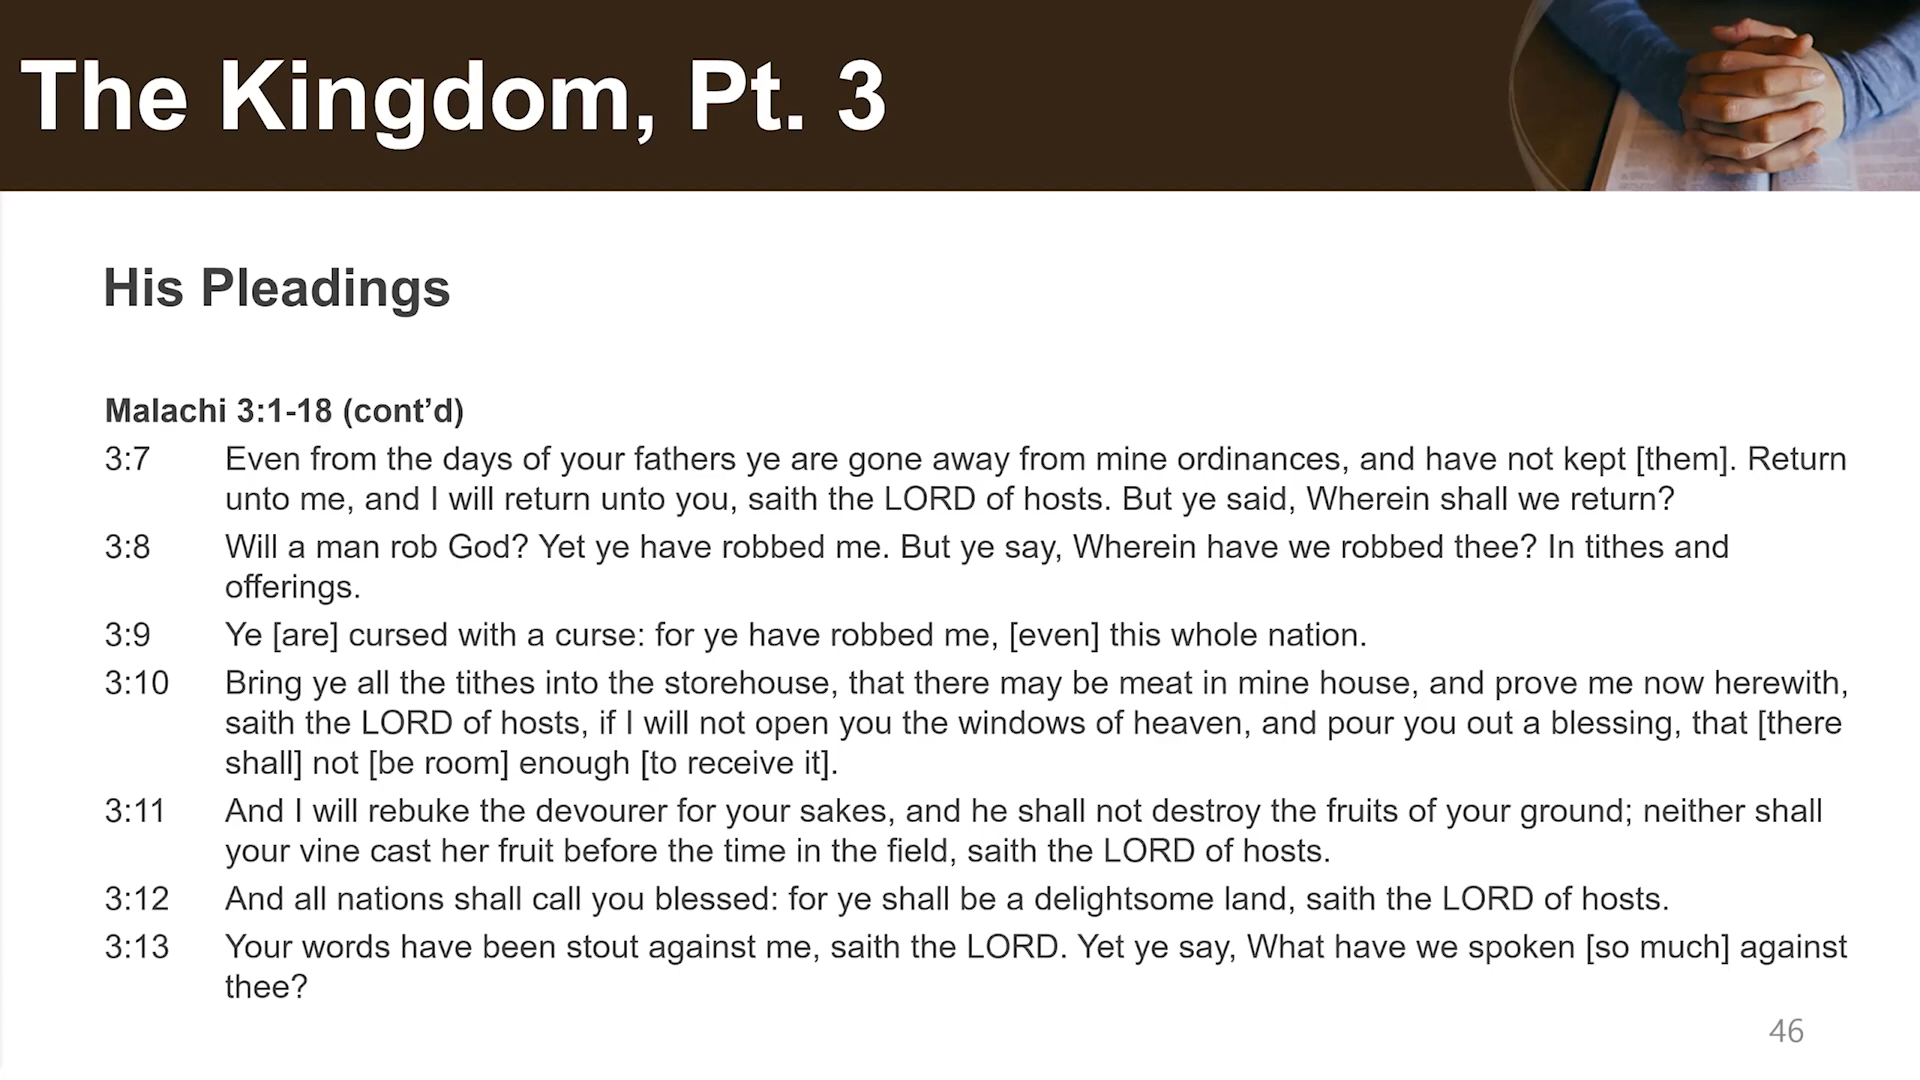 The Kingdom, Pt. 3
His Pleadings
Malachi 3:1-18 (cont’d)
3:7 Even from the days of your fathers ye are gone away from mine ordinances, and have not kept [them]. Return
unto me, and I will return unto you, saith the LORD of hosts. But ye said, Wherein shall we return?
3:8 Will a man rob God? Yet ye have robbed me. But ye say, Wherein have we robbed thee? In tithes and
offerings.
3:9 Ye [are] cursed with a curse: for ye have robbed me, [even] this whole nation.
3:10 Bring ye all the tithes into the storehouse, that there may be meat in mine house, and prove me now herewith,
saith the LORD of hosts, if I will not open you the windows of heaven, and pour you out a blessing, that [there
shall] not [be room] enough [to receive it].
3:11 And I will rebuke the devourer for your sakes, and he shall not destroy the fruits of your ground; neither shall
your vine cast her fruit before the time in the field, saith the LORD of hosts.
3:12 And all nations shall call you blessed: for ye shall be a delightsome land, saith the LORD of hosts.
3:13 Your words have been stout against me, saith the LORD. Yet ye say, What have we spoken [so much] against
thee?
46